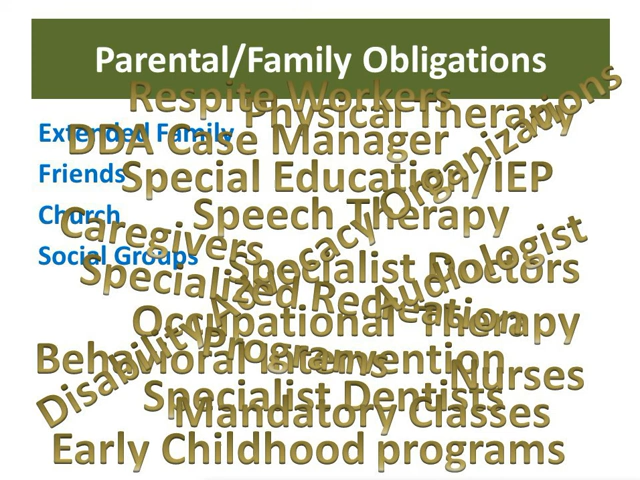 Parental/Family Obligations
Respite Workers
Physical Therapy
Extended Family
DDA Case Manager
Friends
Special Education/IEP
Church
Speech Therapy
Caregivers
Social Groups
Specialist Doctors
Specialized Recreation
Programs
Audiologist
Disability Advocacy Organizations
Occupational Therapy
Behavioral Intervention
Nurses
Specialist Dentists
Mandatory Classes
Early Childhood programs